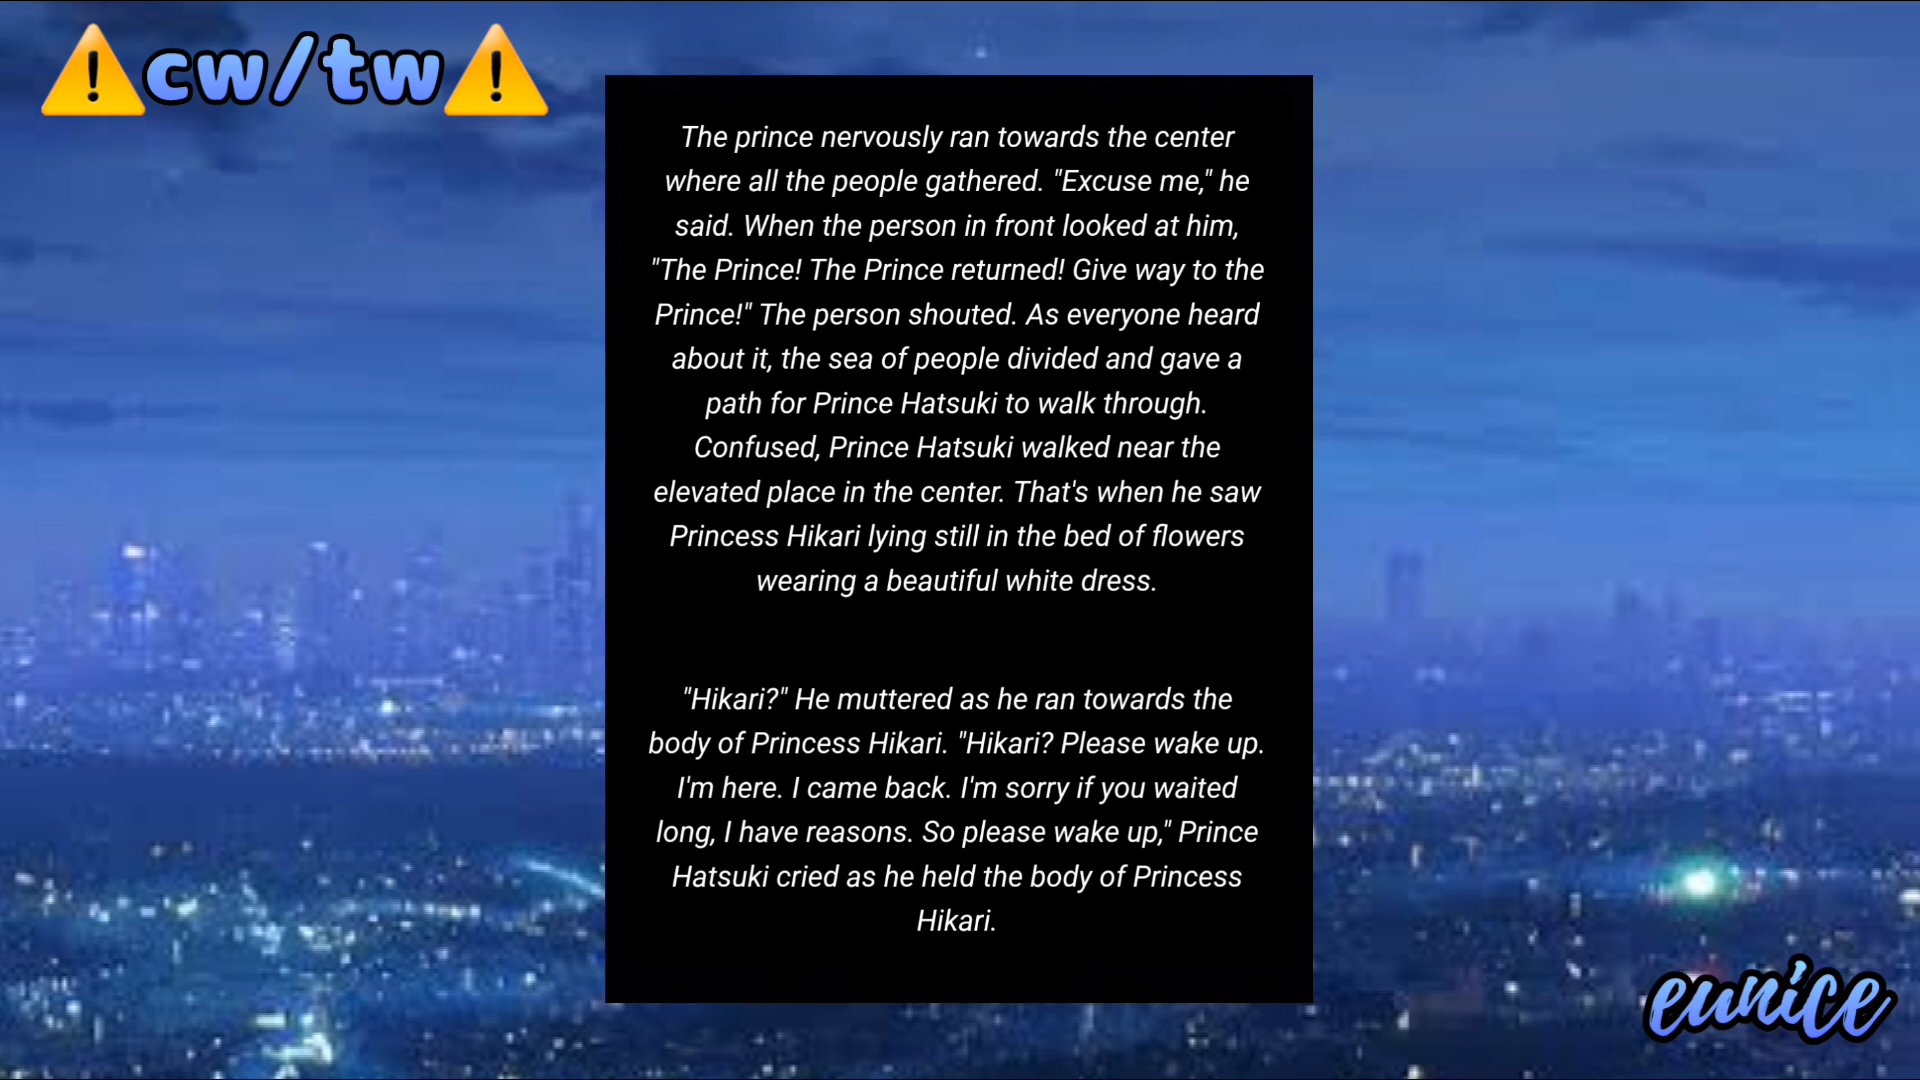 ⚠️cw/tw⚠️
The prince nervously ran towards the center
where all the people gathered. "Excuse me," he
said. When the person in front looked at him,
"The Prince! The Prince returned! Give way to the
Prince!" The person shouted. As everyone heard
about it, the sea of people divided and gave a
path for Prince Hatsuki to walk through.
Confused, Prince Hatsuki walked near the
elevated place in the center. That's when he saw
Princess Hikari lying still in the bed of flowers
wearing a beautiful white dress.
"Hikari?" He muttered as he ran towards the
body of Princess Hikari. "Hikari? Please wake up.
I'm here. I came back. I'm sorry if you waited
long, I have reasons. So please wake up," Prince
Hatsuki cried as he held the body of Princess
Hikari.
eunice